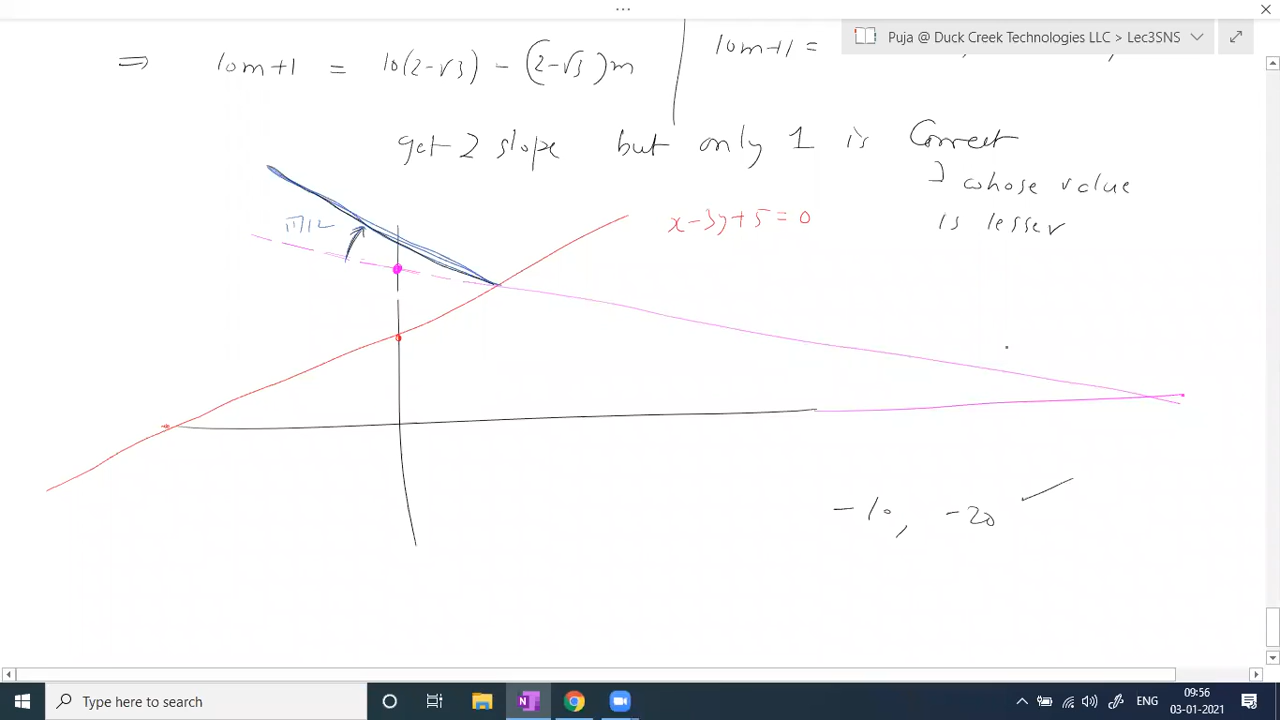 Puja @ Duck Creek Technologies LLC > Lec3SNS
⇒ 10m+1 = 10(2-√3) - (2-√3)m
10m+1 =
get 2 slope but only 1 is Correct
whose value
is lesser
π/12
x-3y+5=0
-10, -20 ✓
Type here to search
ENG
09:56
03-01-2021